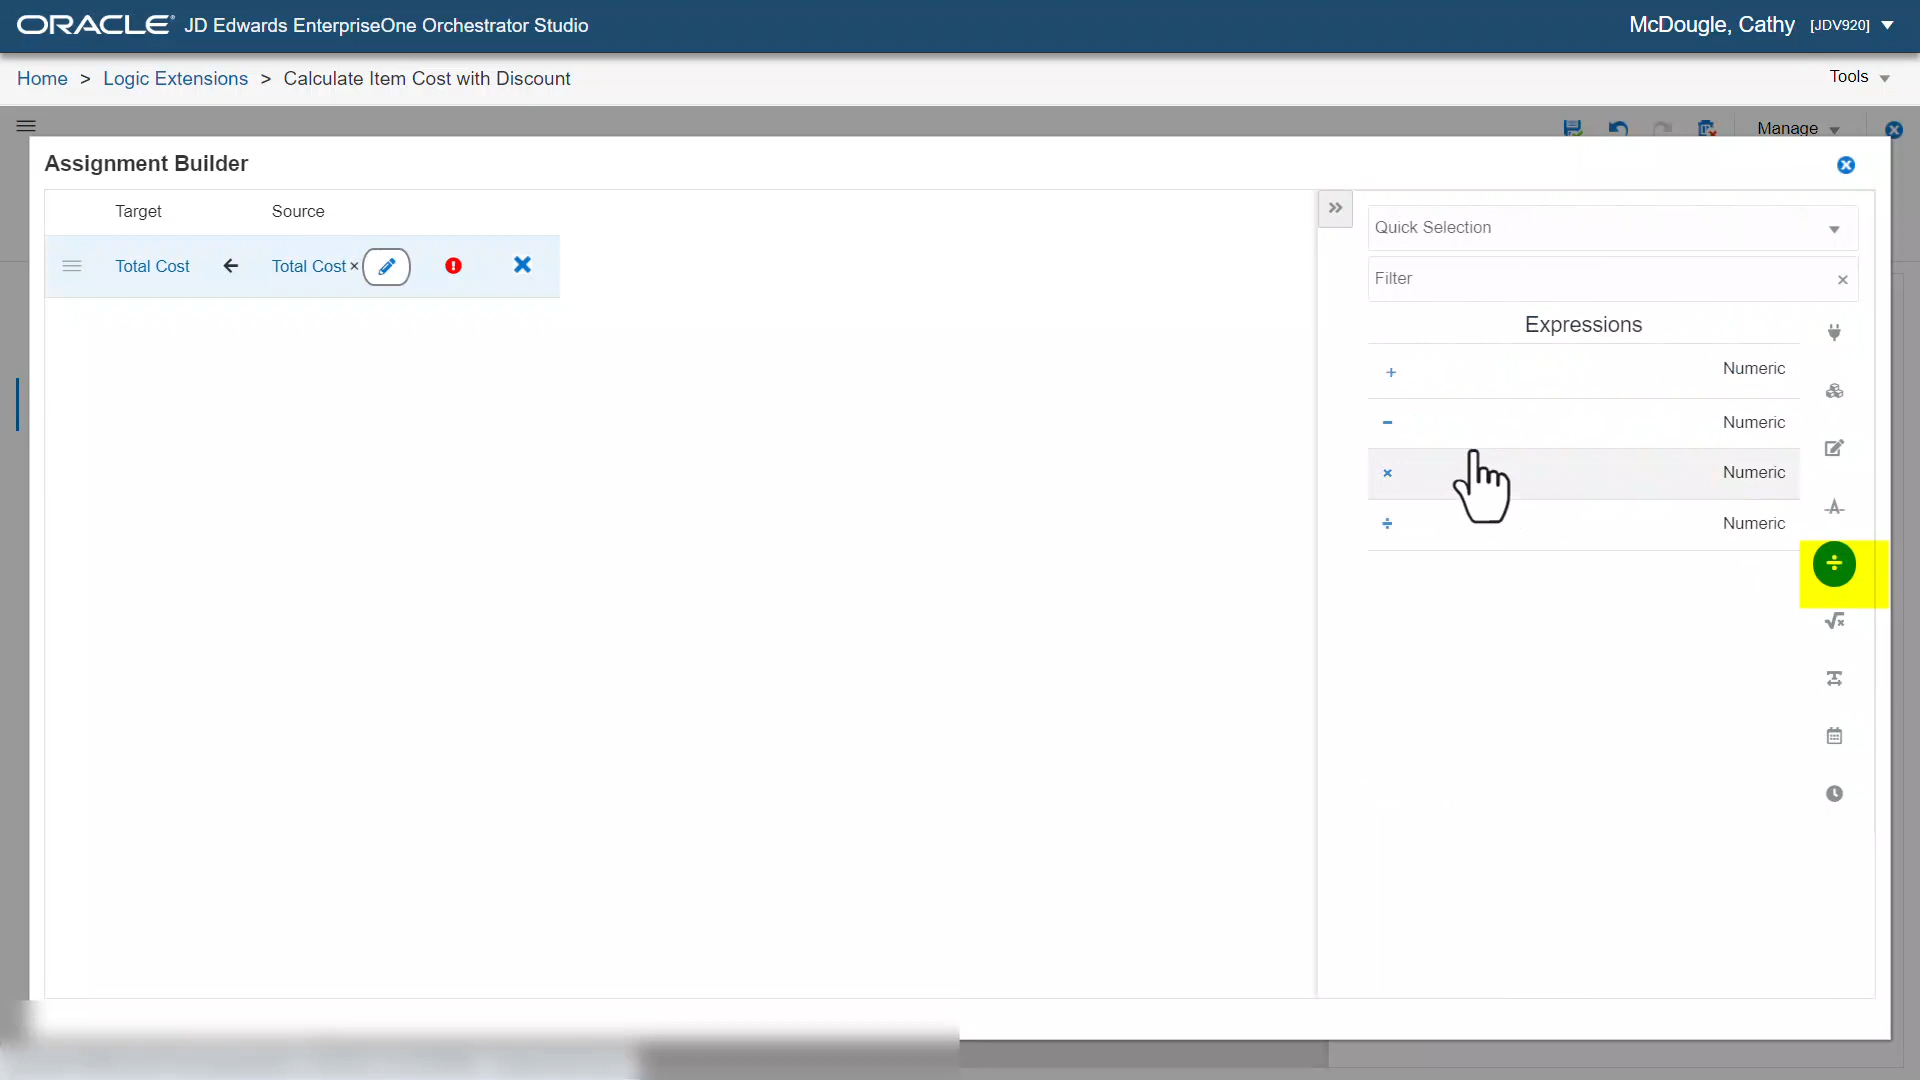 ORACLE JD Edwards EnterpriseOne Orchestrator Studio
McDougle, Cathy [JDV920]
Home > Logic Extensions > Calculate Item Cost with Discount
Tools
Manage
Assignment Builder
Target Source
Total Cost ← Total Cost ×
Quick Selection
Filter
Expressions
+ Numeric
- Numeric
× Numeric
÷ Numeric